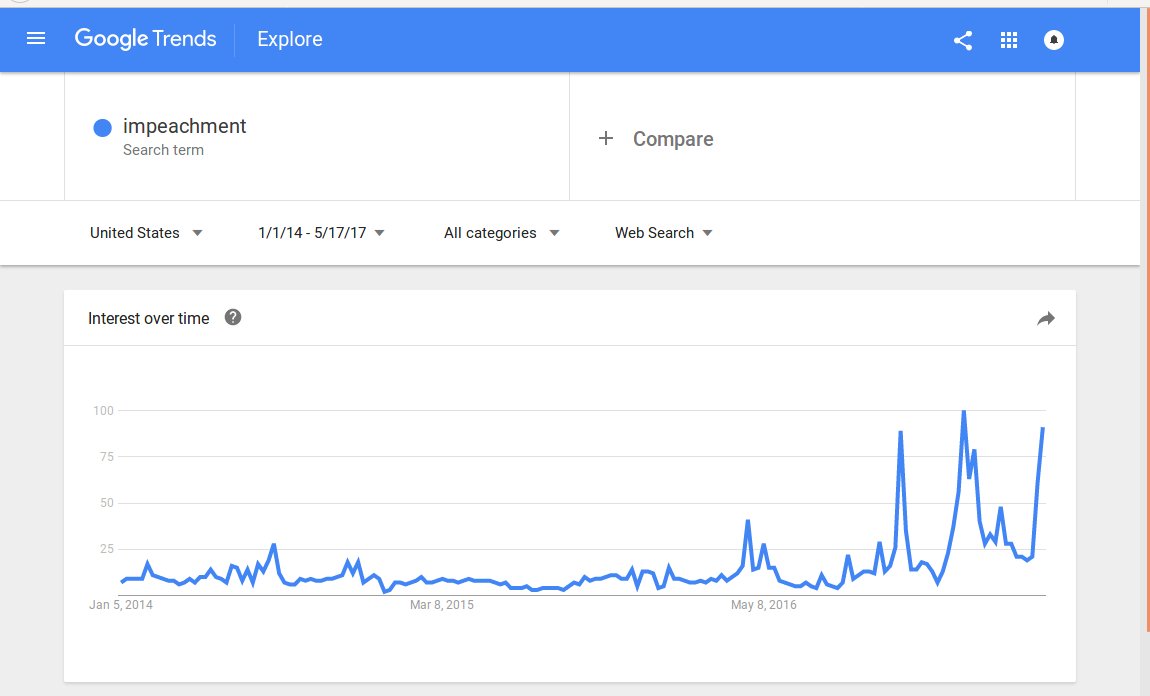 Google Trends Explore
impeachment
Search term
+ Compare
United States 1/1/14 - 5/17/17 All categories Web Search
Interest over time ?
100
75
50
25
Jan 5, 2014 Mar 8, 2015 May 8, 2016